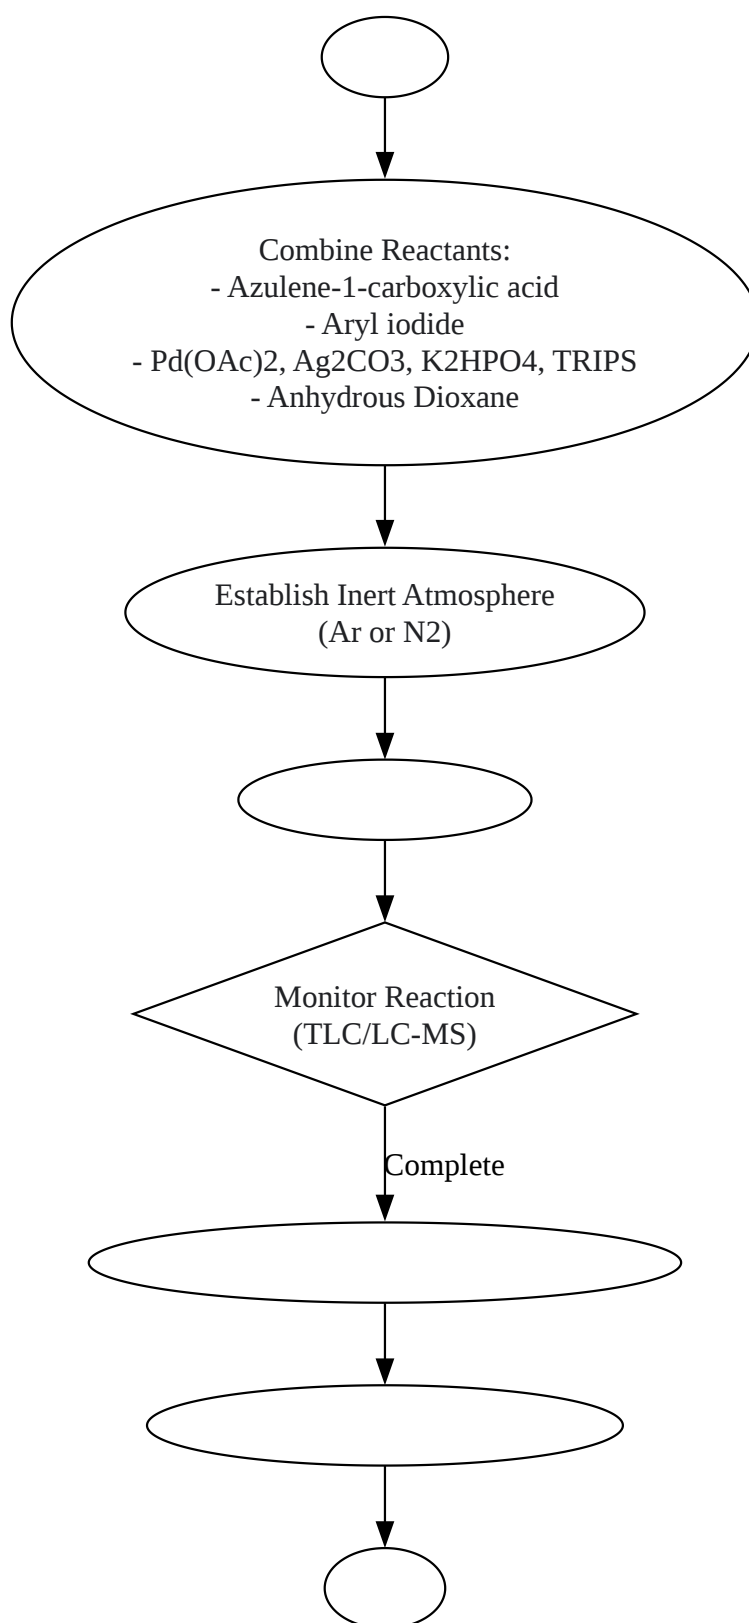 Combine Reactants:
- Azulene-1-carboxylic acid
- Aryl iodide
- Pd(OAc)2, Ag2CO3, K2HPO4, TRIPS
- Anhydrous Dioxane
Establish Inert Atmosphere
(Ar or N2)
Monitor Reaction
(TLC/LC-MS)
Complete